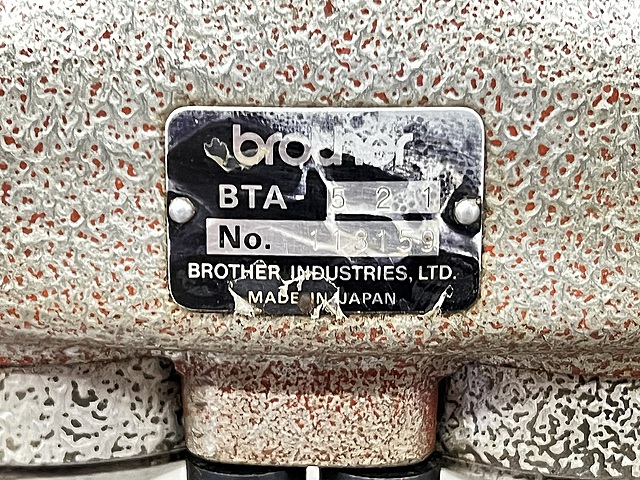 brother
BTA- 521
No. 113159
BROTHER INDUSTRIES, LTD.
MADE IN JAPAN